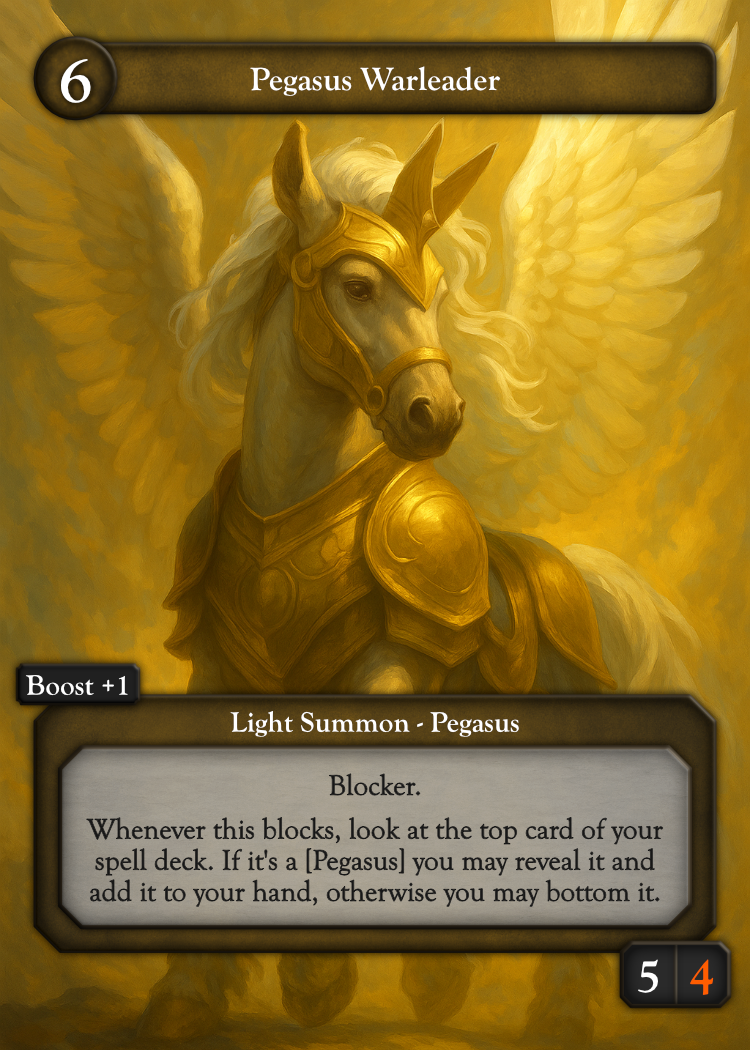 6
Pegasus Warleader
Boost +1
Light Summon - Pegasus
Blocker.
Whenever this blocks, look at the top card of your
spell deck. If it's a [Pegasus] you may reveal it and
add it to your hand, otherwise you may bottom it.
5 4